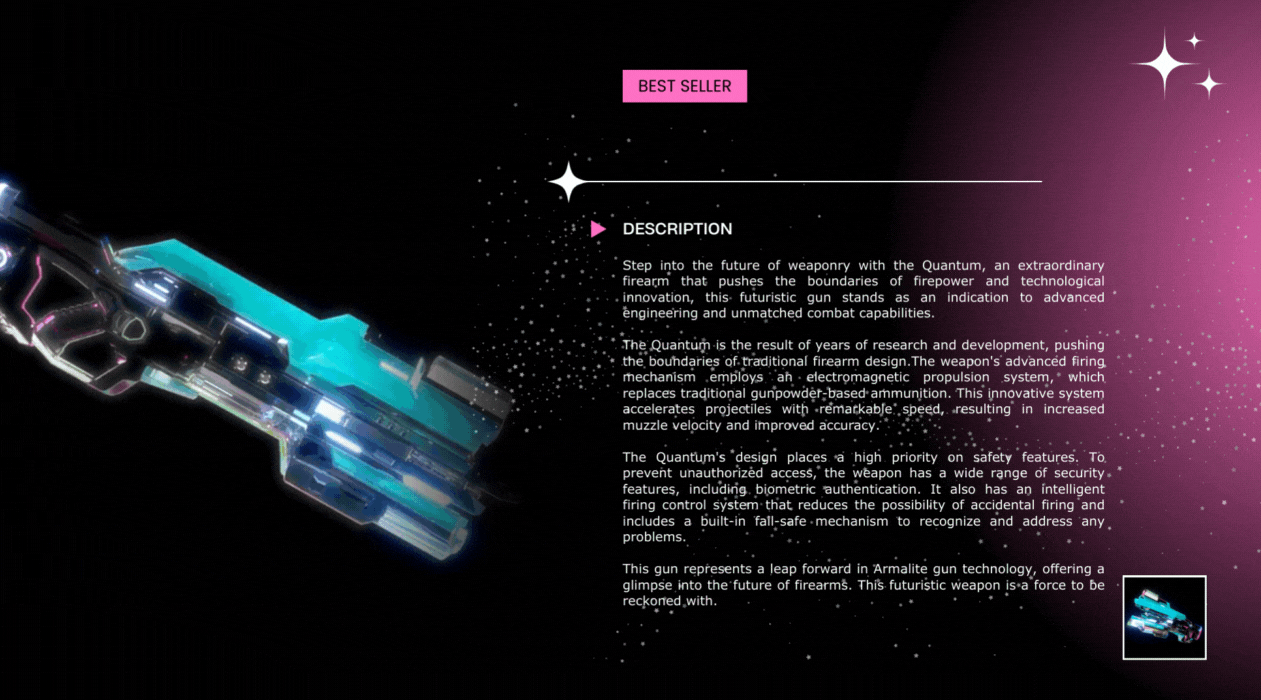 BEST SELLER
DESCRIPTION
Step into the future of weaponry with the Quantum, an extraordinary
firearm that pushes the boundaries of firepower and technological
innovation, this futuristic gun stands as an indication to advanced
engineering and unmatched combat capabilities.
The Quantum is the result of years of research and development, pushing
the boundaries of traditional firearm design.The weapon's advanced firing
mechanism employs an electromagnetic propulsion system, which
replaces traditional gunpowder-based ammunition. This innovative system
accelerates projectiles with remarkable speed, resulting in increased
muzzle velocity and improved accuracy.
The Quantum's design places a high priority on safety features. To
prevent unauthorized access, the weapon has a wide range of security
features, including biometric authentication. It also has an intelligent
firing control system that reduces the possibility of accidental firing and
includes a built-in fall-safe mechanism to recognize and address any
problems.
This gun represents a leap forward in Armalite gun technology, offering a
glimpse into the future of firearms. This futuristic weapon is a force to be
reckoned with.